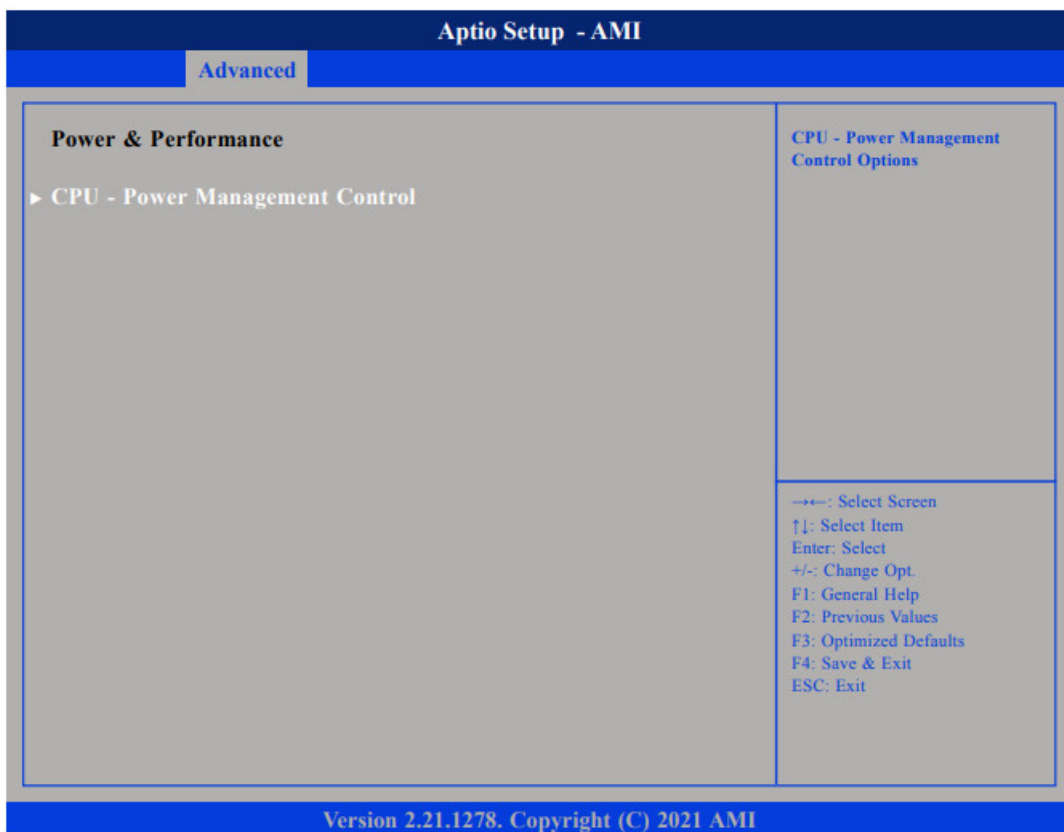 Aptio Setup - AMI
Advanced
Power & Performance
▶ CPU - Power Management Control
CPU - Power Management
Control Options
→←: Select Screen
↑↓: Select Item
Enter: Select
+/-: Change Opt.
F1: General Help
F2: Previous Values
F3: Optimized Defaults
F4: Save & Exit
ESC: Exit
Version 2.21.1278. Copyright (C) 2021 AMI